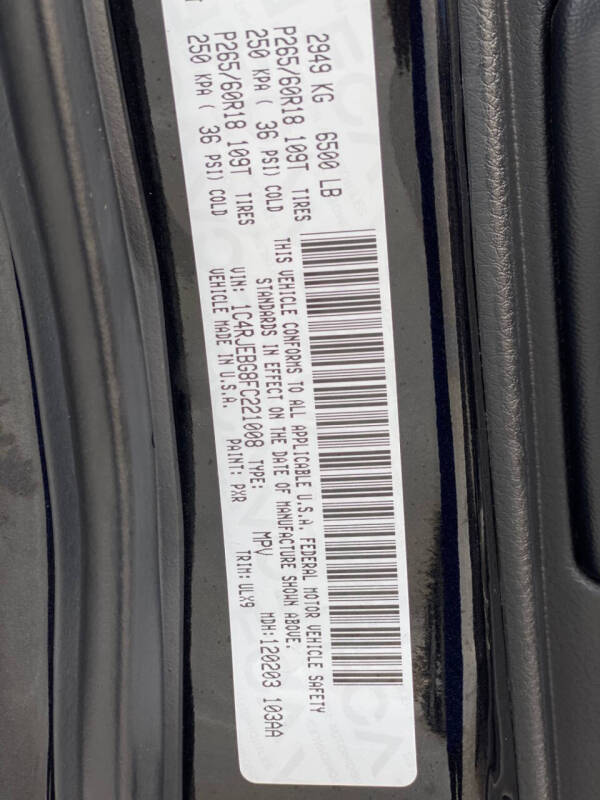 2949 KG 6500 LB
P265/60R18 109T TIRES
250 KPA ( 36 PSI) COLD
P265/60R18 109T TIRES
250 KPA ( 36 PSI) COLD
THIS VEHICLE CONFORMS TO ALL APPLICABLE U.S.A. FEDERAL MOTOR VEHICLE SAFETY
STANDARDS IN EFFECT ON THE DATE OF MANUFACTURE SHOWN ABOVE.
MDH:120203 103AA
VIN: 1C4RJEBG8FC221008 TYPE: MPV
VEHICLE MADE IN U.S.A. PAINT: PXR TRIM: ULX9